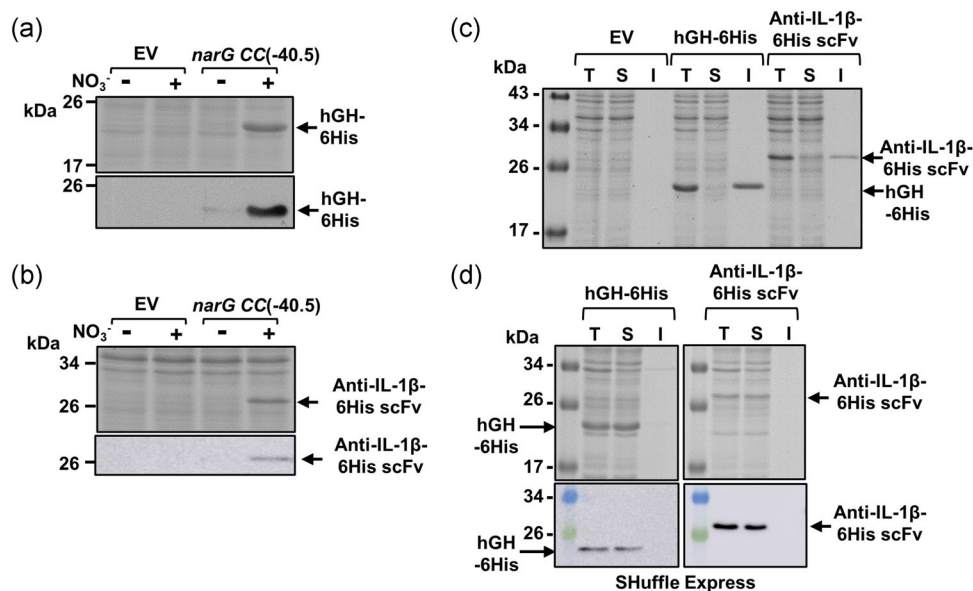 (a)
EV narG CC(-40.5)
NO3- - + - +
kDa
26
17
hGH-
6His
26
hGH-
6His
(b)
EV narG CC(-40.5)
NO3- - + - +
kDa
34
26
Anti-IL-1β-
6His scFv
26
Anti-IL-1β-
6His scFv
(c)
EV hGH-6His Anti-IL-1β-
6His scFv
kDa T S I T S I T S I
43
34
26
17
Anti-IL-1β-
6His scFv
hGH
-6His
(d)
hGH-6His Anti-IL-1β-
6His scFv
kDa T S I T S I
34
26
17
hGH
-6His
Anti-IL-1β-
6His scFv
34
26
hGH
-6His
Anti-IL-1β-
6His scFv
SHuffle Express